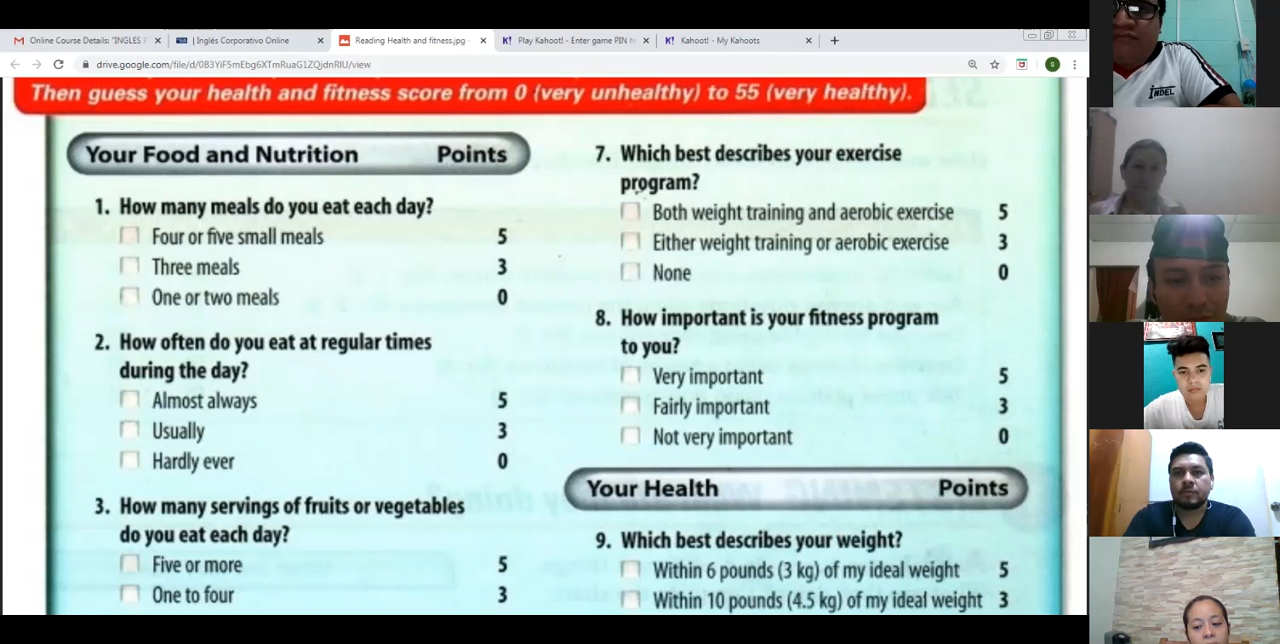 Online Course Details: "INGLES
Inglés Corporativo Online
Reading Health and fitness.jpg -
Play Kahoot! - Enter game PIN
Kahoot! - My Kahoots
drive.google.com/file/d/0B3YiF5mEbg6XTmRuaG1ZQjdnRlU/view
Then guess your health and fitness score from 0 (very unhealthy) to 55 (very healthy).
Your Food and Nutrition Points
1. How many meals do you eat each day?
Four or five small meals 5
Three meals 3
One or two meals 0
2. How often do you eat at regular times
during the day?
Almost always 5
Usually 3
Hardly ever 0
3. How many servings of fruits or vegetables
do you eat each day?
Five or more 5
One to four 3
7. Which best describes your exercise
program?
Both weight training and aerobic exercise 5
Either weight training or aerobic exercise 3
None 0
8. How important is your fitness program
to you?
Very important 5
Fairly important 3
Not very important 0
Your Health Points
9. Which best describes your weight?
Within 6 pounds (3 kg) of my ideal weight 5
Within 10 pounds (4.5 kg) of my ideal weight 3
INDEL